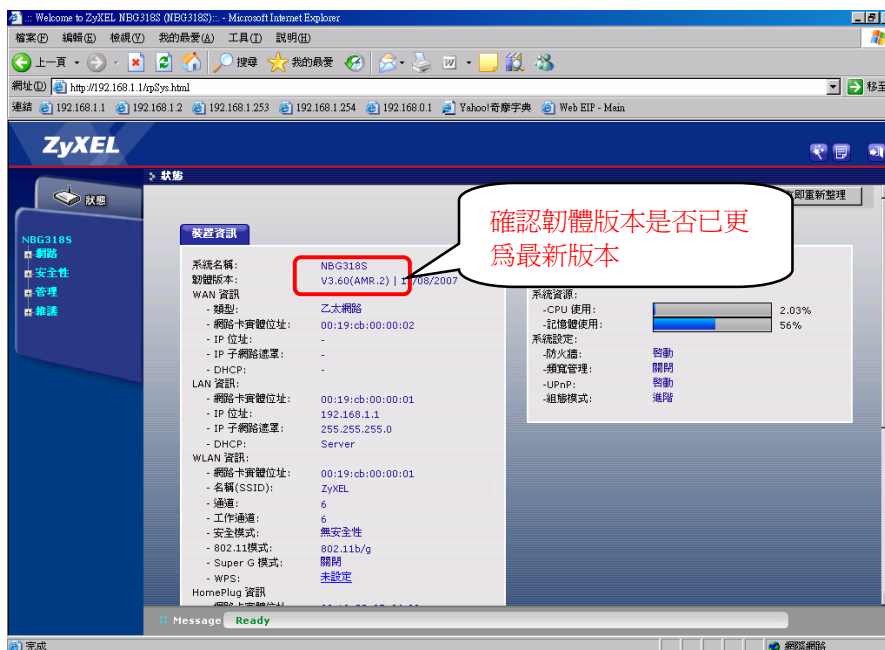 .:: Welcome to ZyXEL NBG318S (NBG318S)::. - Microsoft Internet Explorer
檔案(F) 編輯(E) 檢視(V) 我的最愛(A) 工具(T) 說明(H)
上一頁 搜尋 我的最愛
網址(D) http://192.168.1.1/rpSys.html 移至
連結 192.168.1.1 192.168.1.2 192.168.1.253 192.168.1.254 192.168.0.1 Yahoo!奇摩字典 Web EIP - Main
ZyXEL
> 狀態
狀態
即重新整理
NBG318S
網路
安全性
管理
維護
確認韌體版本是否已更
為最新版本
裝置資訊
系統名稱: NBG318S
韌體版本: V3.60(AMR.2) | /08/2007
WAN 資訊
- 類型: 乙太網路
- 網路卡實體位址: 00:19:cb:00:00:02
- IP 位址: -
- IP 子網路遮罩: -
- DHCP: -
LAN 資訊:
- 網路卡實體位址: 00:19:cb:00:00:01
- IP 位址: 192.168.1.1
- IP 子網路遮罩: 255.255.255.0
- DHCP: Server
WLAN 資訊:
- 網路卡實體位址: 00:19:cb:00:00:01
- 名稱(SSID): ZyXEL
- 通道: 6
- 工作通道: 6
- 安全模式: 無安全性
- 802.11模式: 802.11b/g
- Super G 模式: 關閉
- WPS: 未設定
HomePlug 資訊
系統資源:
-CPU 使用: 2.03%
-記憶體使用: 56%
系統設定:
-防火牆: 啓動
-頻寬管理: 關閉
-UPnP: 啓動
-組態模式: 進階
Message Ready
完成 網際網路